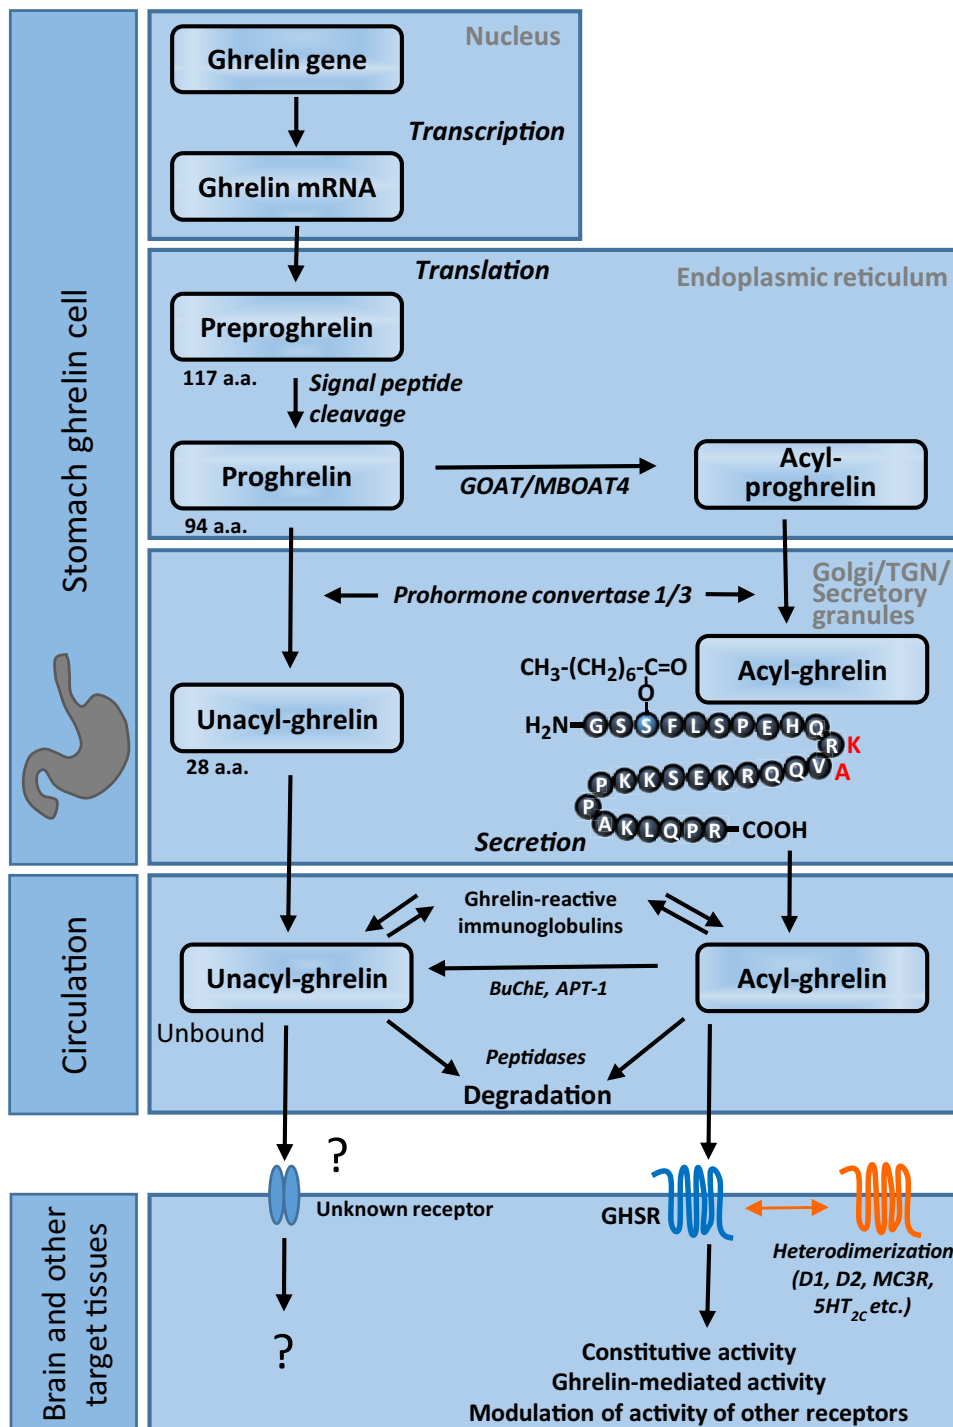 Stomach ghrelin cell
Nucleus
Ghrelin gene
Transcription
Ghrelin mRNA
Translation
Endoplasmic reticulum
Preproghrelin
117 a.a.
Signal peptide
cleavage
Proghrelin
94 a.a.
GOAT/MBOAT4
Acyl-
proghrelin
Golgi/TGN/
Secretory
granules
Prohormone convertase 1/3
Acyl-ghrelin
CH3-(CH2)6-C=O
O
Unacyl-ghrelin
28 a.a.
H2N-GSSFLSPEHQ
R K
V A
QQRKESKKP
P
AKLQPR-COOH
Secretion
Circulation
Ghrelin-reactive
immunoglobulins
Unacyl-ghrelin
BuChE, APT-1
Acyl-ghrelin
Unbound
Peptidases
Degradation
Brain and other
target tissues
?
Unknown receptor
?
GHSR
Heterodimerization
(D1, D2, MC3R,
5HT2C etc.)
Constitutive activity
Ghrelin-mediated activity
Modulation of activity of other receptors